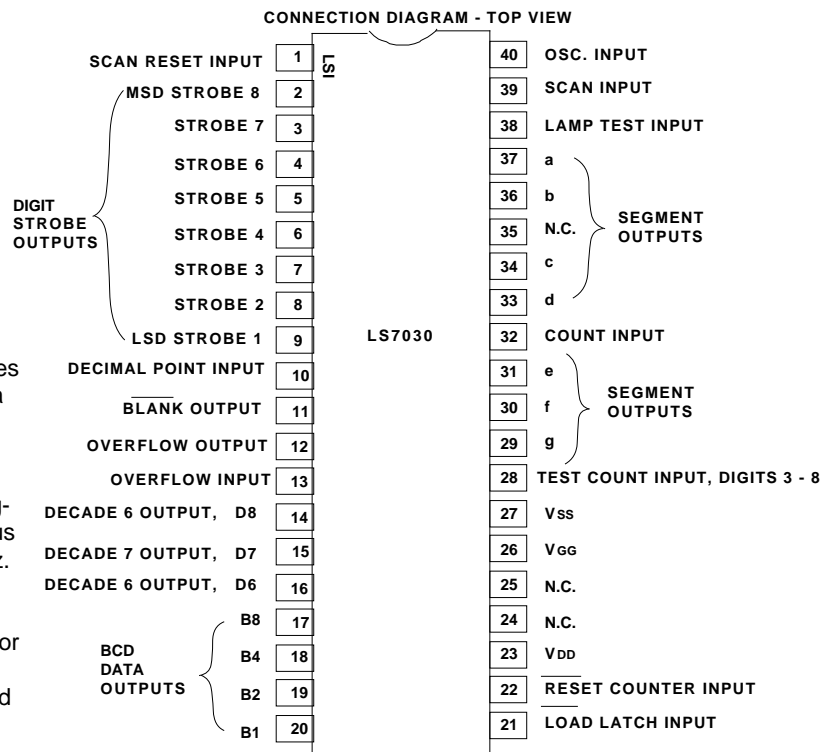 CONNECTION DIAGRAM - TOP VIEW
LSI
SCAN RESET INPUT 1
MSD STROBE 8 2
STROBE 7 3
STROBE 6 4
STROBE 5 5
STROBE 4 6
STROBE 3 7
STROBE 2 8
LSD STROBE 1 9
DIGIT
STROBE
OUTPUTS
DECIMAL POINT INPUT 10
BLANK OUTPUT 11
OVERFLOW OUTPUT 12
OVERFLOW INPUT 13
DECADE 6 OUTPUT, D8 14
DECADE 7 OUTPUT, D7 15
DECADE 6 OUTPUT, D6 16
B8 17
B4 18
B2 19
B1 20
BCD
DATA
OUTPUTS
es
a
g-
us
z.
or
d
LS7030
40 OSC. INPUT
39 SCAN INPUT
38 LAMP TEST INPUT
37 a
36 b
35 N.C.
34 c
33 d
SEGMENT
OUTPUTS
32 COUNT INPUT
31 e
30 f
29 g
SEGMENT
OUTPUTS
28 TEST COUNT INPUT, DIGITS 3 - 8
27 VSS
26 VGG
25 N.C.
24 N.C.
23 VDD
22 RESET COUNTER INPUT
21 LOAD LATCH INPUT